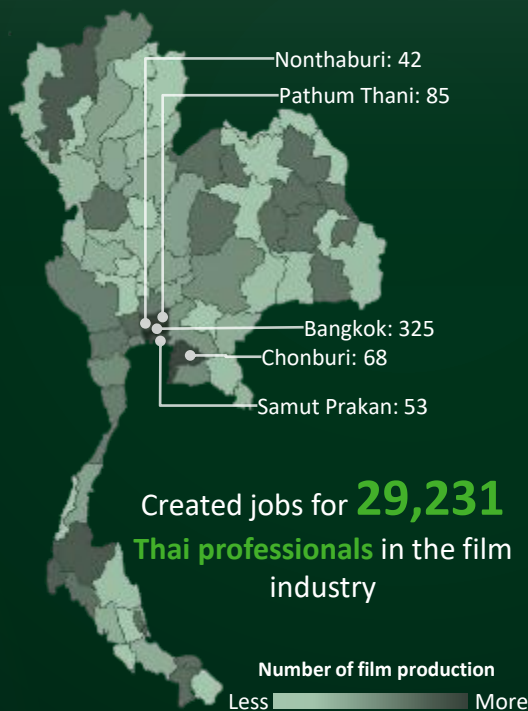 Nonthaburi: 42
Pathum Thani: 85
Bangkok: 325
Chonburi: 68
Samut Prakan: 53
Created jobs for 29,231
Thai professionals in the film
industry
Number of film production
Less More